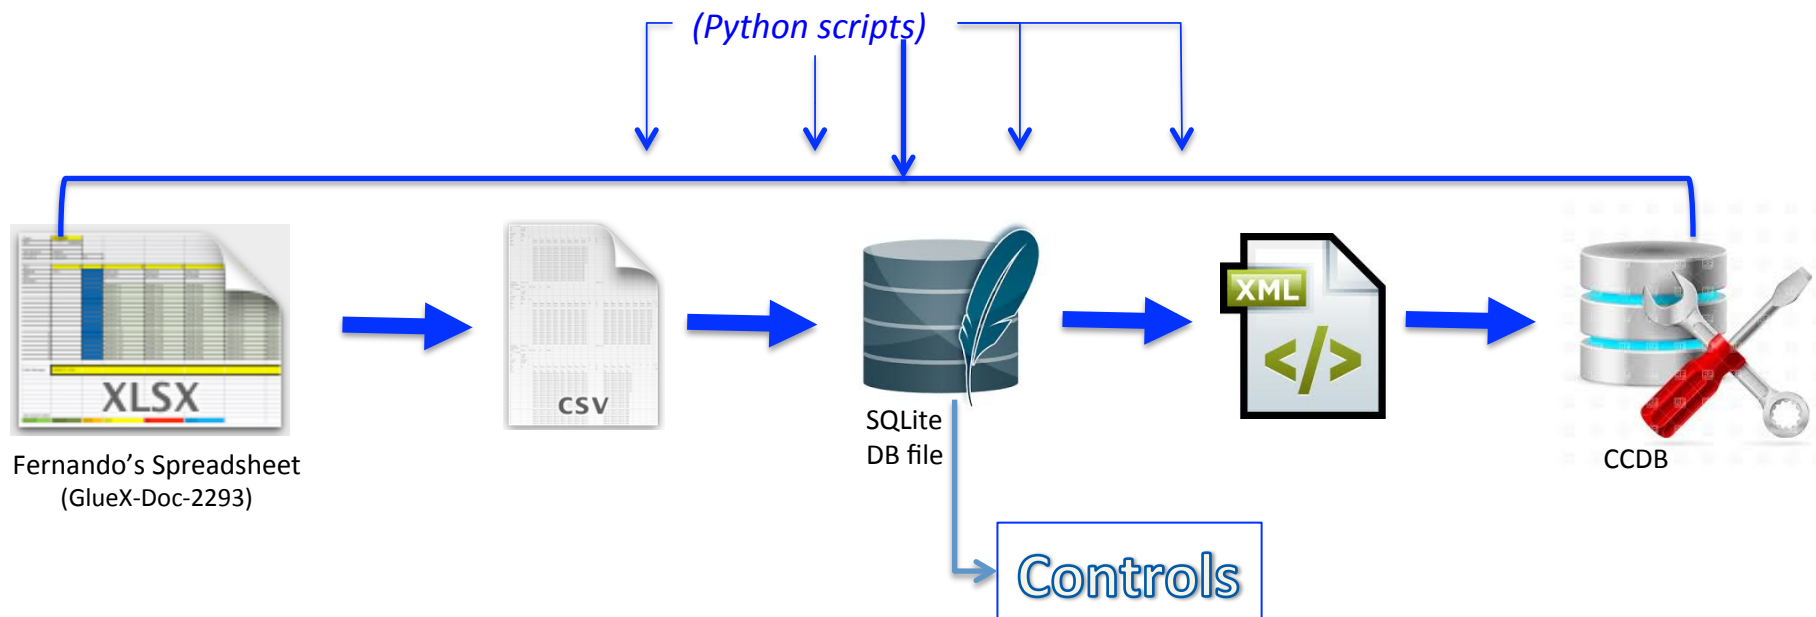 (Python scripts)
XLSX
CSV
XML
</>
Fernando’s Spreadsheet
(GlueX-Doc-2293)
SQLite
DB file
CCDB
Controls